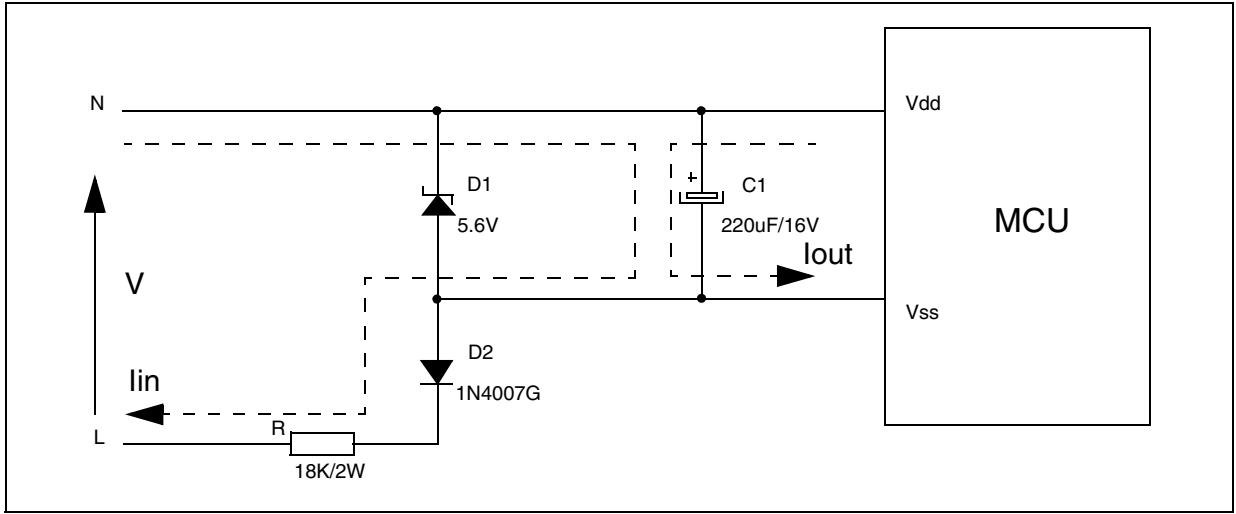 N
Vdd
D1
+
C1
5.6V
220uF/16V
MCU
Iout
V
Vss
D2
Iin
1N4007G
R
L
18K/2W